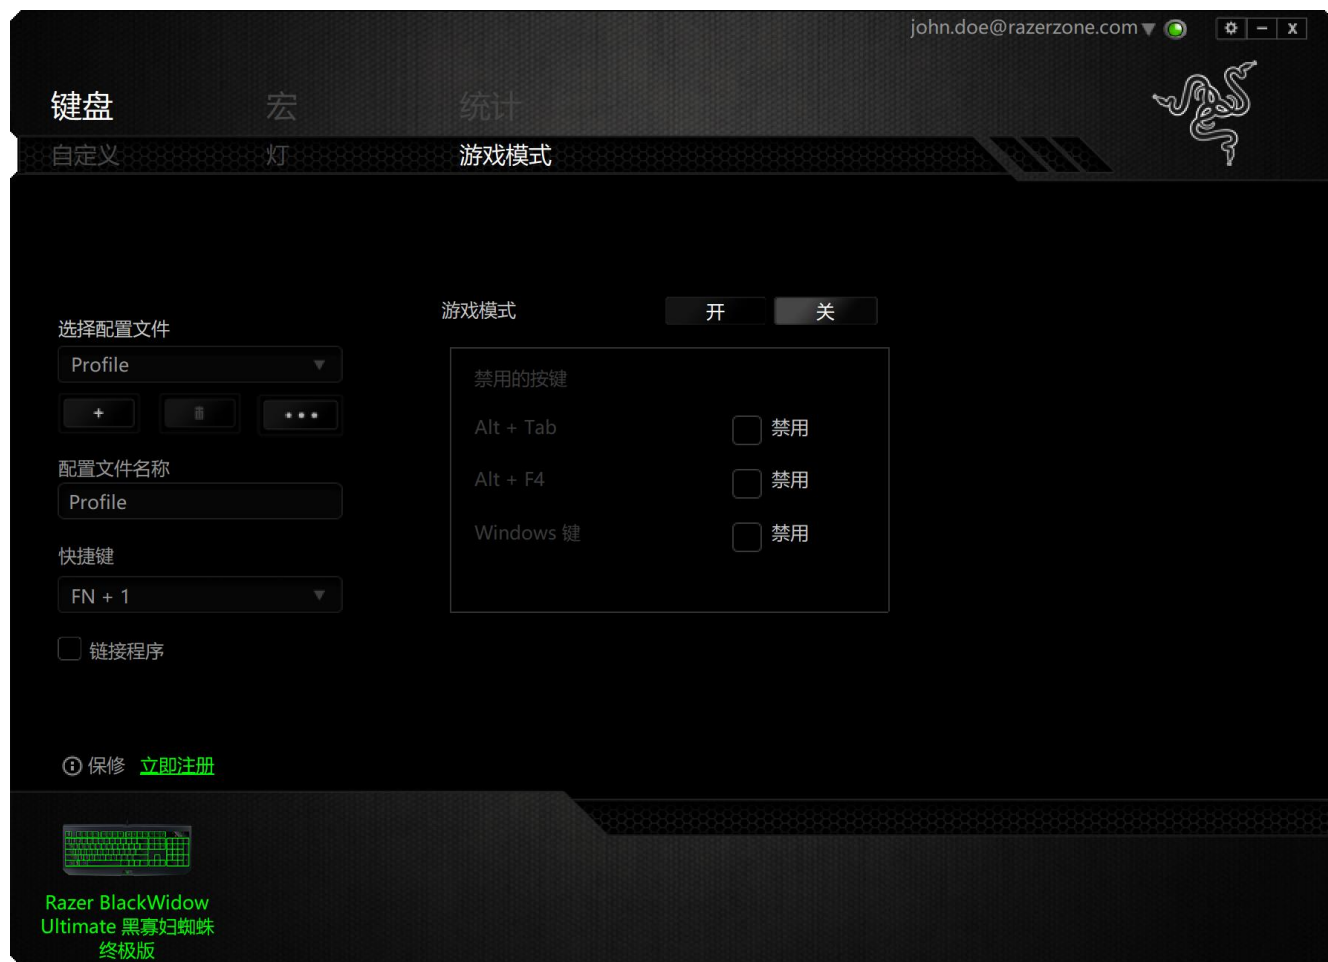 john.doe@razerzone.com
键盘 宏 统计
自定义 灯 游戏模式
游戏模式 开 关
选择配置文件
Profile
+
配置文件名称
Profile
快捷键
FN + 1
链接程序
禁用的按键
Alt + Tab 禁用
Alt + F4 禁用
Windows 键 禁用
保修 立即注册
Razer BlackWidow
Ultimate 黑寡妇蜘蛛
终极版